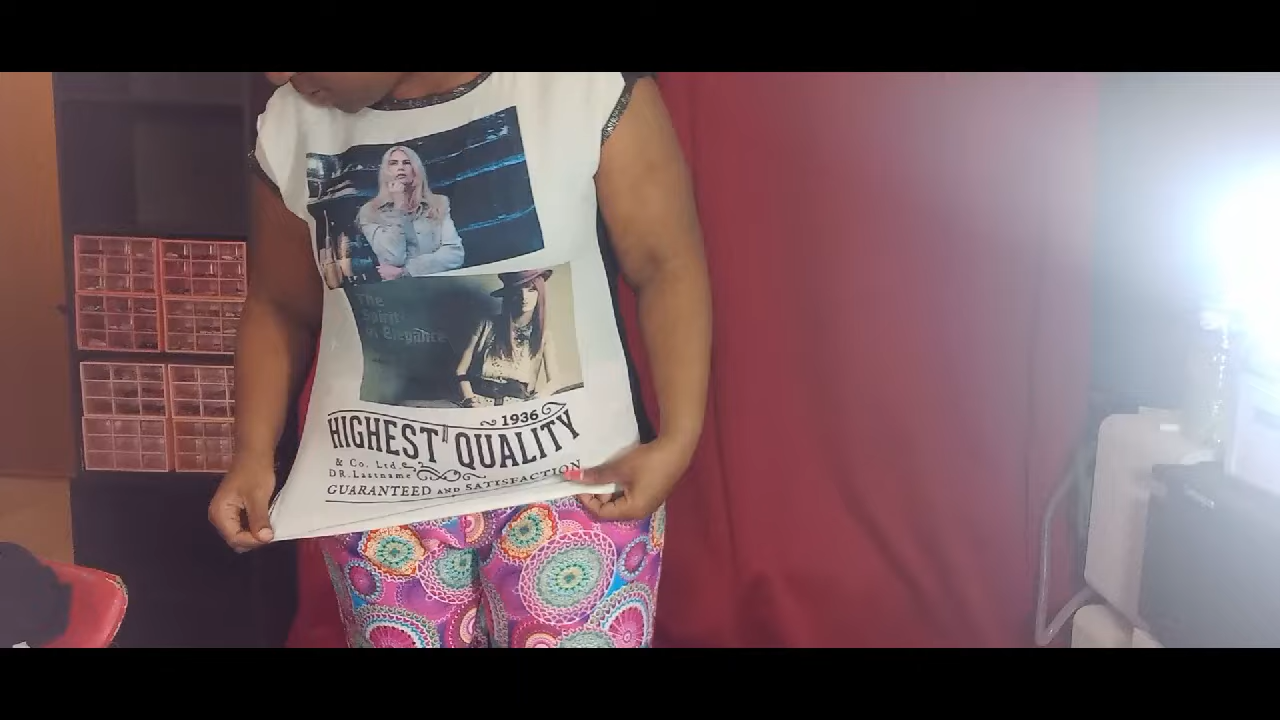 The
Spirit
of Elegance
1936
HIGHEST QUALITY
& Co. Ltd.
DR.Lastname
GUARANTEED AND SATISFACTION